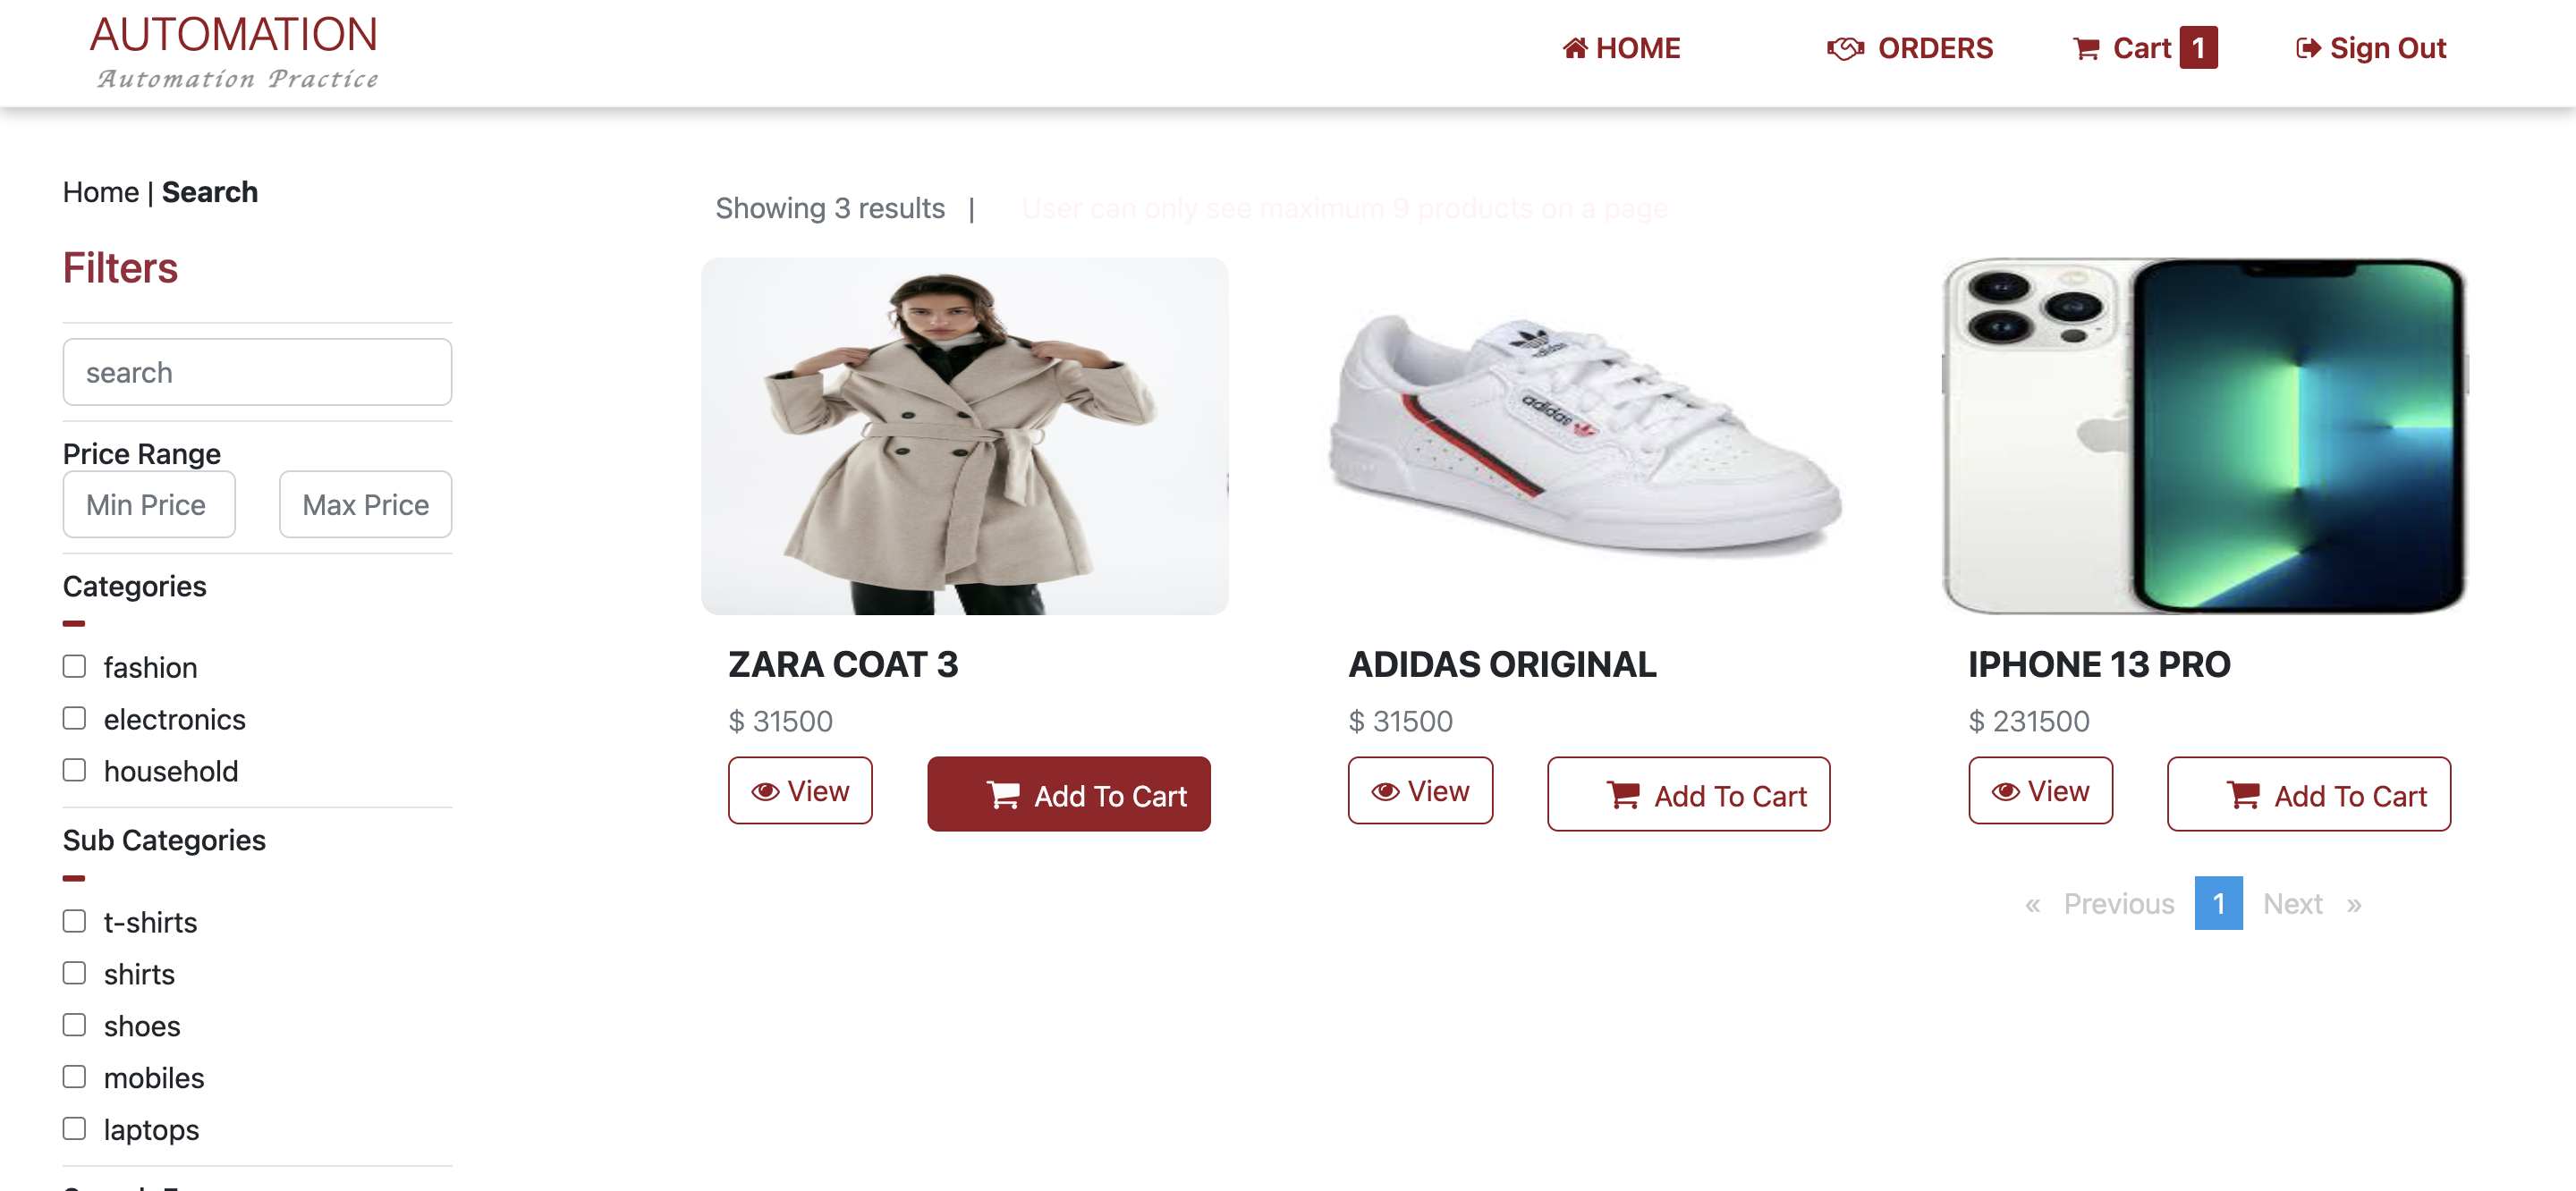 AUTOMATION
Automation Practice
HOME
ORDERS
Cart 1
Sign Out
Home | Search
Showing 3 results |
User can only see maximum 9 products on a page
Filters
search
Price Range
Min Price
Max Price
Categories
fashion
electronics
household
Sub Categories
t-shirts
shirts
shoes
mobiles
laptops
adidas
adidas
ZARA COAT 3
$ 31500
View
Add To Cart
ADIDAS ORIGINAL
$ 31500
View
Add To Cart
IPHONE 13 PRO
$ 231500
View
Add To Cart
« Previous 1 Next »